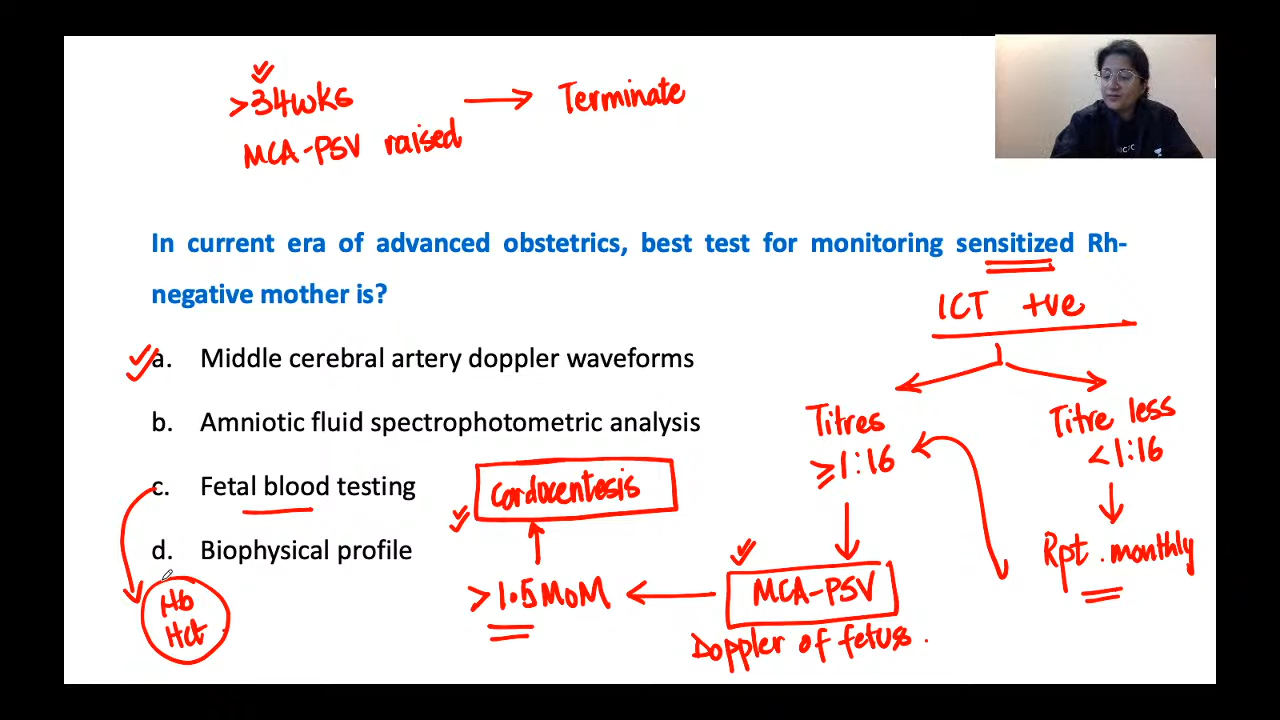 >34wks → Terminate
MCA-PSV raised
In current era of advanced obstetrics, best test for monitoring sensitized Rh-
negative mother is?
ICT +ve
a. Middle cerebral artery doppler waveforms
b. Amniotic fluid spectrophotometric analysis
c. Fetal blood testing
d. Biophysical profile
Titres
≥1:16
Titre less
<1:16
Rpt. monthly
MCA-PSV
Doppler of fetus.
>1.5 MoM
Cordocentesis
Hb
Hct